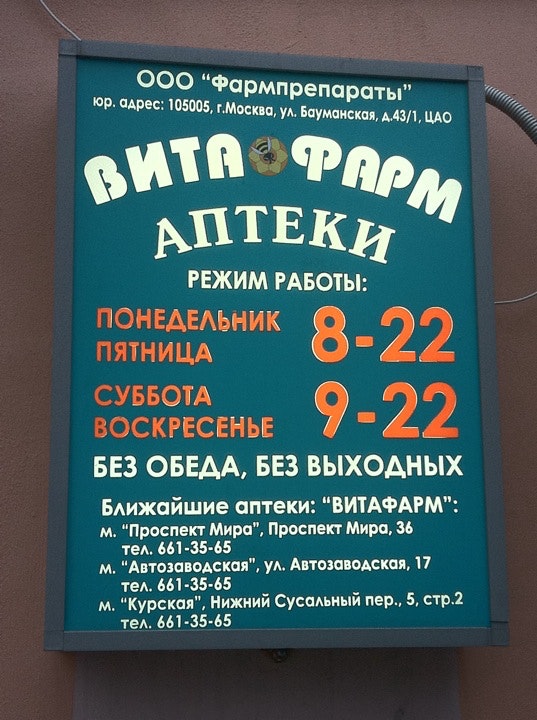 ООО "Фармпрепараты"
юр. адрес: 105005, г.Москва, ул. Бауманская, д.43/1, ЦАО
ВИТА ФАРМ
АПТЕКИ
РЕЖИМ РАБОТЫ:
ПОНЕДЕЛЬНИК
ПЯТНИЦА
8-22
СУББОТА
ВОСКРЕСЕНЬЕ
9-22
БЕЗ ОБЕДА, БЕЗ ВЫХОДНЫХ
Ближайшие аптеки: "ВИТАФАРМ":
м. "Проспект Мира", Проспект Мира, 36
тел. 661-35-65
м. "Автозаводская", ул. Автозаводская, 17
тел. 661-35-65
м. "Курская", Нижний Сусальный пер., 5, стр.2
тел. 661-35-65